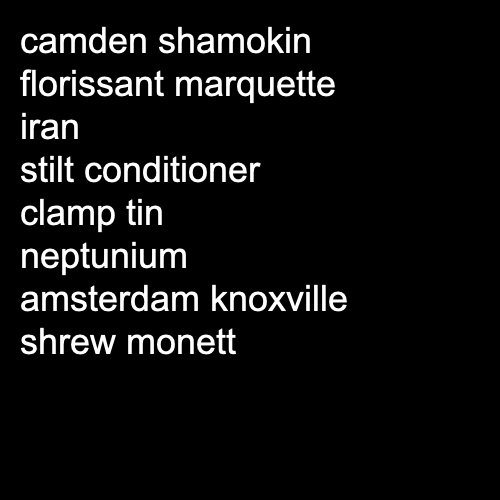 camden shamokin
florissant marquette
iran
stilt conditioner
clamp tin
neptunium
amsterdam knoxville
shrew monett